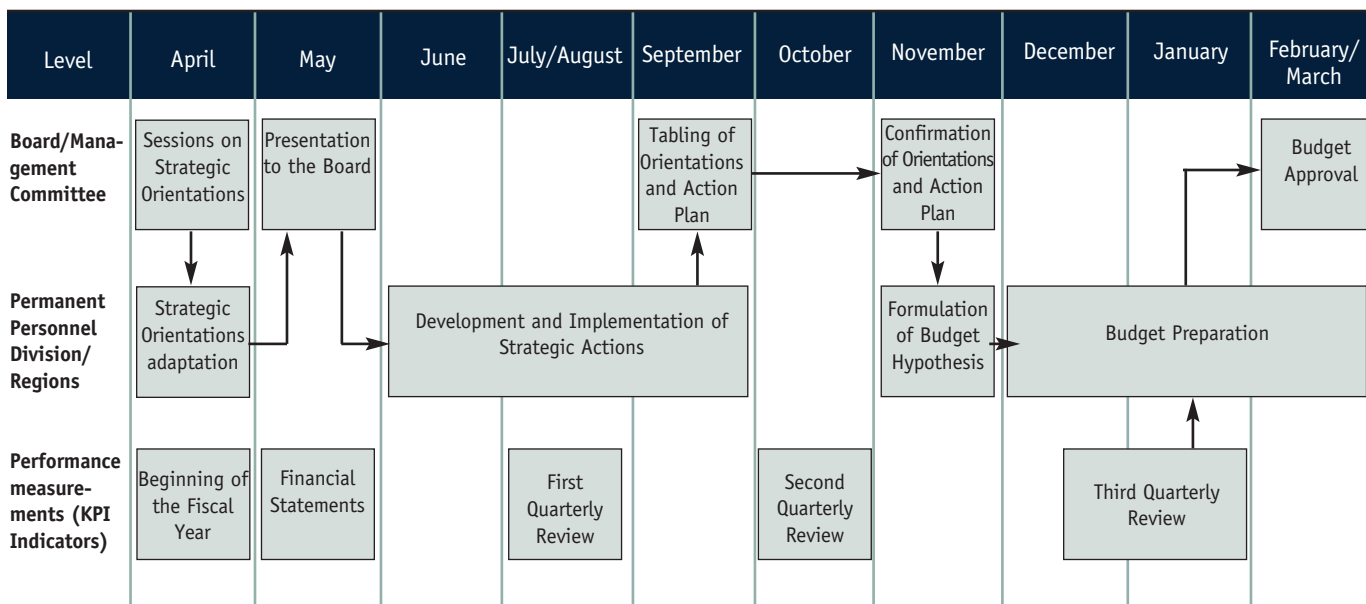 Level
April
May
June
July/August
September
October
November
December
January
February/
March
Board/Mana-
gement
Committee
Sessions on
Strategic
Orientations
Presentation
to the Board
Tabling of
Orientations
and Action
Plan
Confirmation
of Orientations
and Action
Plan
Budget
Approval
Permanent
Personnel
Division/
Regions
Strategic
Orientations
adaptation
Development and Implementation of
Strategic Actions
Formulation
of Budget
Hypothesis
Budget Preparation
Performance
measure-
ments (KPI
Indicators)
Beginning of
the Fiscal
Year
Financial
Statements
First
Quarterly
Review
Second
Quarterly
Review
Third Quarterly
Review